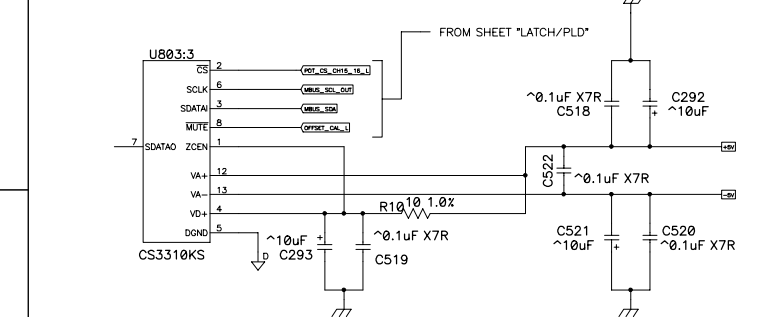 FROM SHEET "LATCH/PLD"
U803:3
CS 2 POT_CS_CH15_16_L
SCLK 6 MBUS_SCL_OUT
SDATAI 3 MBUS_SDA
MUTE 8 OFFSET_CAL_L
7 SDATAO ZCEN 1
VA+ 12
VA- 13
VD+ 4
DGND 5
CS3310KS
D
^10uF
+
C293
^0.1uF X7R
C519
R10 10 1.0%
^0.1uF X7R
C518
C292
^10uF
+
+5V
C522
^0.1uF X7R
-5V
C521
^10uF
+
C520
^0.1uF X7R